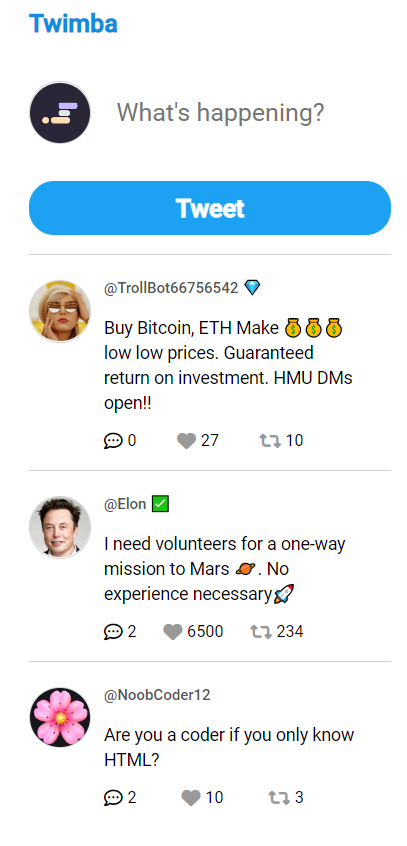 Twimba
What's happening?
Tweet
@TrollBot66756542 💎
Buy Bitcoin, ETH Make 💰💰💰
low low prices. Guaranteed
return on investment. HMU DMs
open!!
0 27 10
@Elon ✅
I need volunteers for a one-way
mission to Mars 🪐. No
experience necessary🚀
2 6500 234
@NoobCoder12
Are you a coder if you only know
HTML?
2 10 3